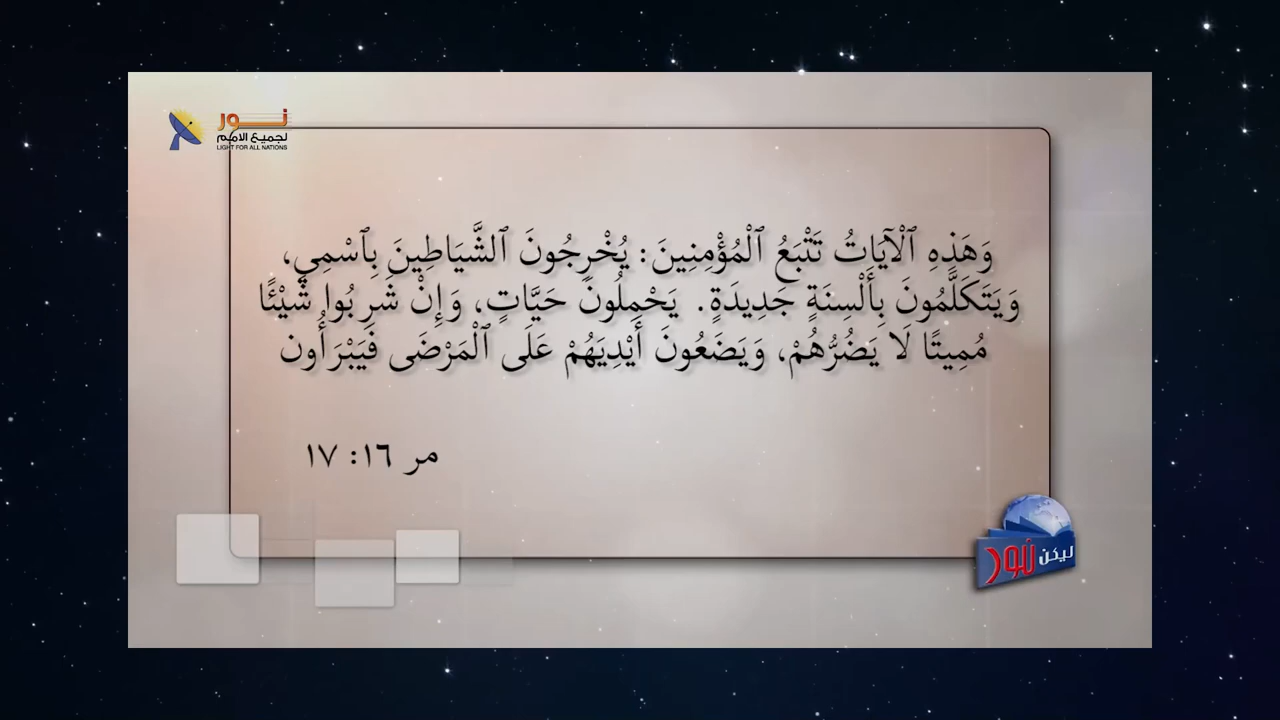 نــور
لجميع الامم
LIGHT FOR ALL NATIONS
وَهَذِهِ ٱلْآيَاتُ تَتْبَعُ ٱلْمُؤْمِنِينَ: يُخْرِجُونَ ٱلشَّيَاطِينَ بِٱسْمِي،
وَيَتَكَلَّمُونَ بِأَلْسِنَةٍ جَدِيدَةٍ. يَحْمِلُونَ حَيَّاتٍ، وَإِنْ شَرِبُوا شَيْئًا
مُمِيتًا لَا يَضُرُّهُمْ، وَيَضَعُونَ أَيْدِيَهُمْ عَلَى ٱلْمَرْضَى فَيَبْرَأُون
مر ١٦: ١٧
ليكن نور